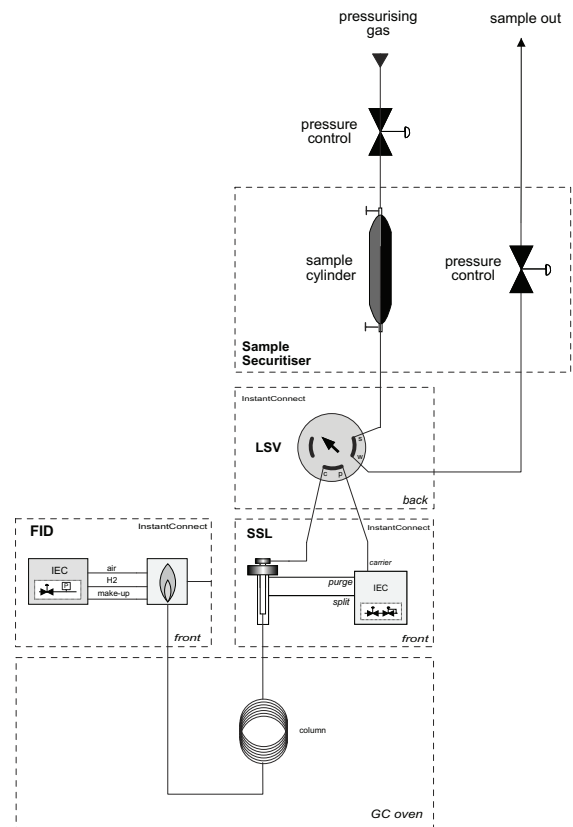 pressurising
gas
sample out
pressure
control
sample
cylinder
pressure
control
Sample
Securitiser
InstantConnect
LSV
s
w
c
p
back
FID
InstantConnect
IEC
P
air
H2
make-up
front
SSL
InstantConnect
carrier
purge
split
IEC
front
column
GC oven